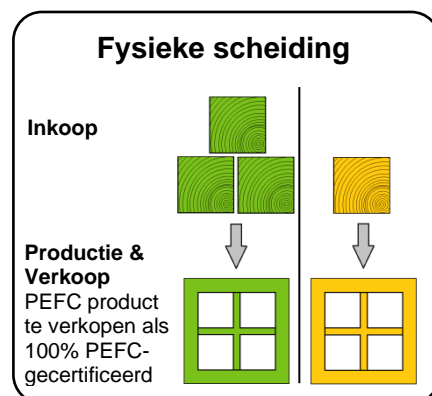 Fysieke scheiding
Inkoop
Productie &
Verkoop
PEFC product
te verkopen als
100% PEFC-
gecertificeerd